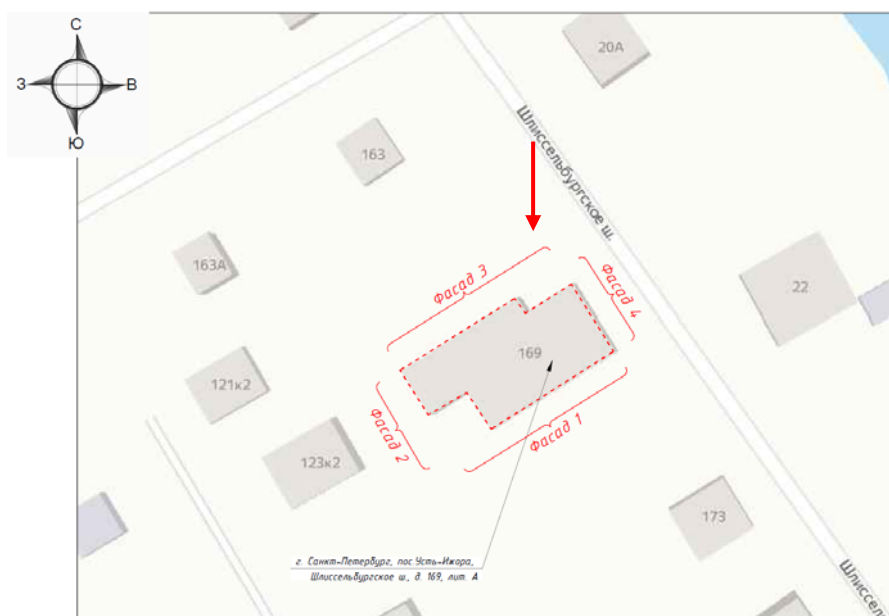 С
З
В
Ю
20А
Шлиссельбургское ш.
163
163А
Фасад 3
Фасад 4
22
169
121к2
Фасад 2
Фасад 1
123к2
173
г. Санкт-Петербург, пос.Усть-Ижора,
Шлиссельбургское ш., д. 169, лит. А
Шлиссель